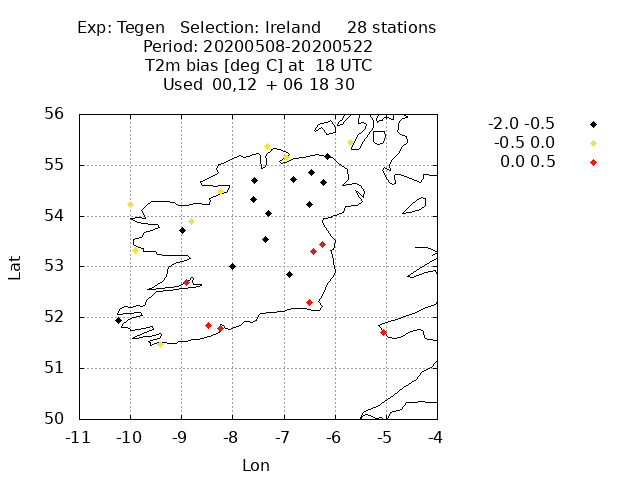 Exp: Tegen Selection: Ireland 28 stations
Period: 20200508-20200522
T2m bias [deg C] at 18 UTC
Used 00,12 + 06 18 30
-2.0 -0.5
-0.5 0.0
0.0 0.5
56
55
54
53
52
51
50
Lat
-11 -10 -9 -8 -7 -6 -5 -4
Lon